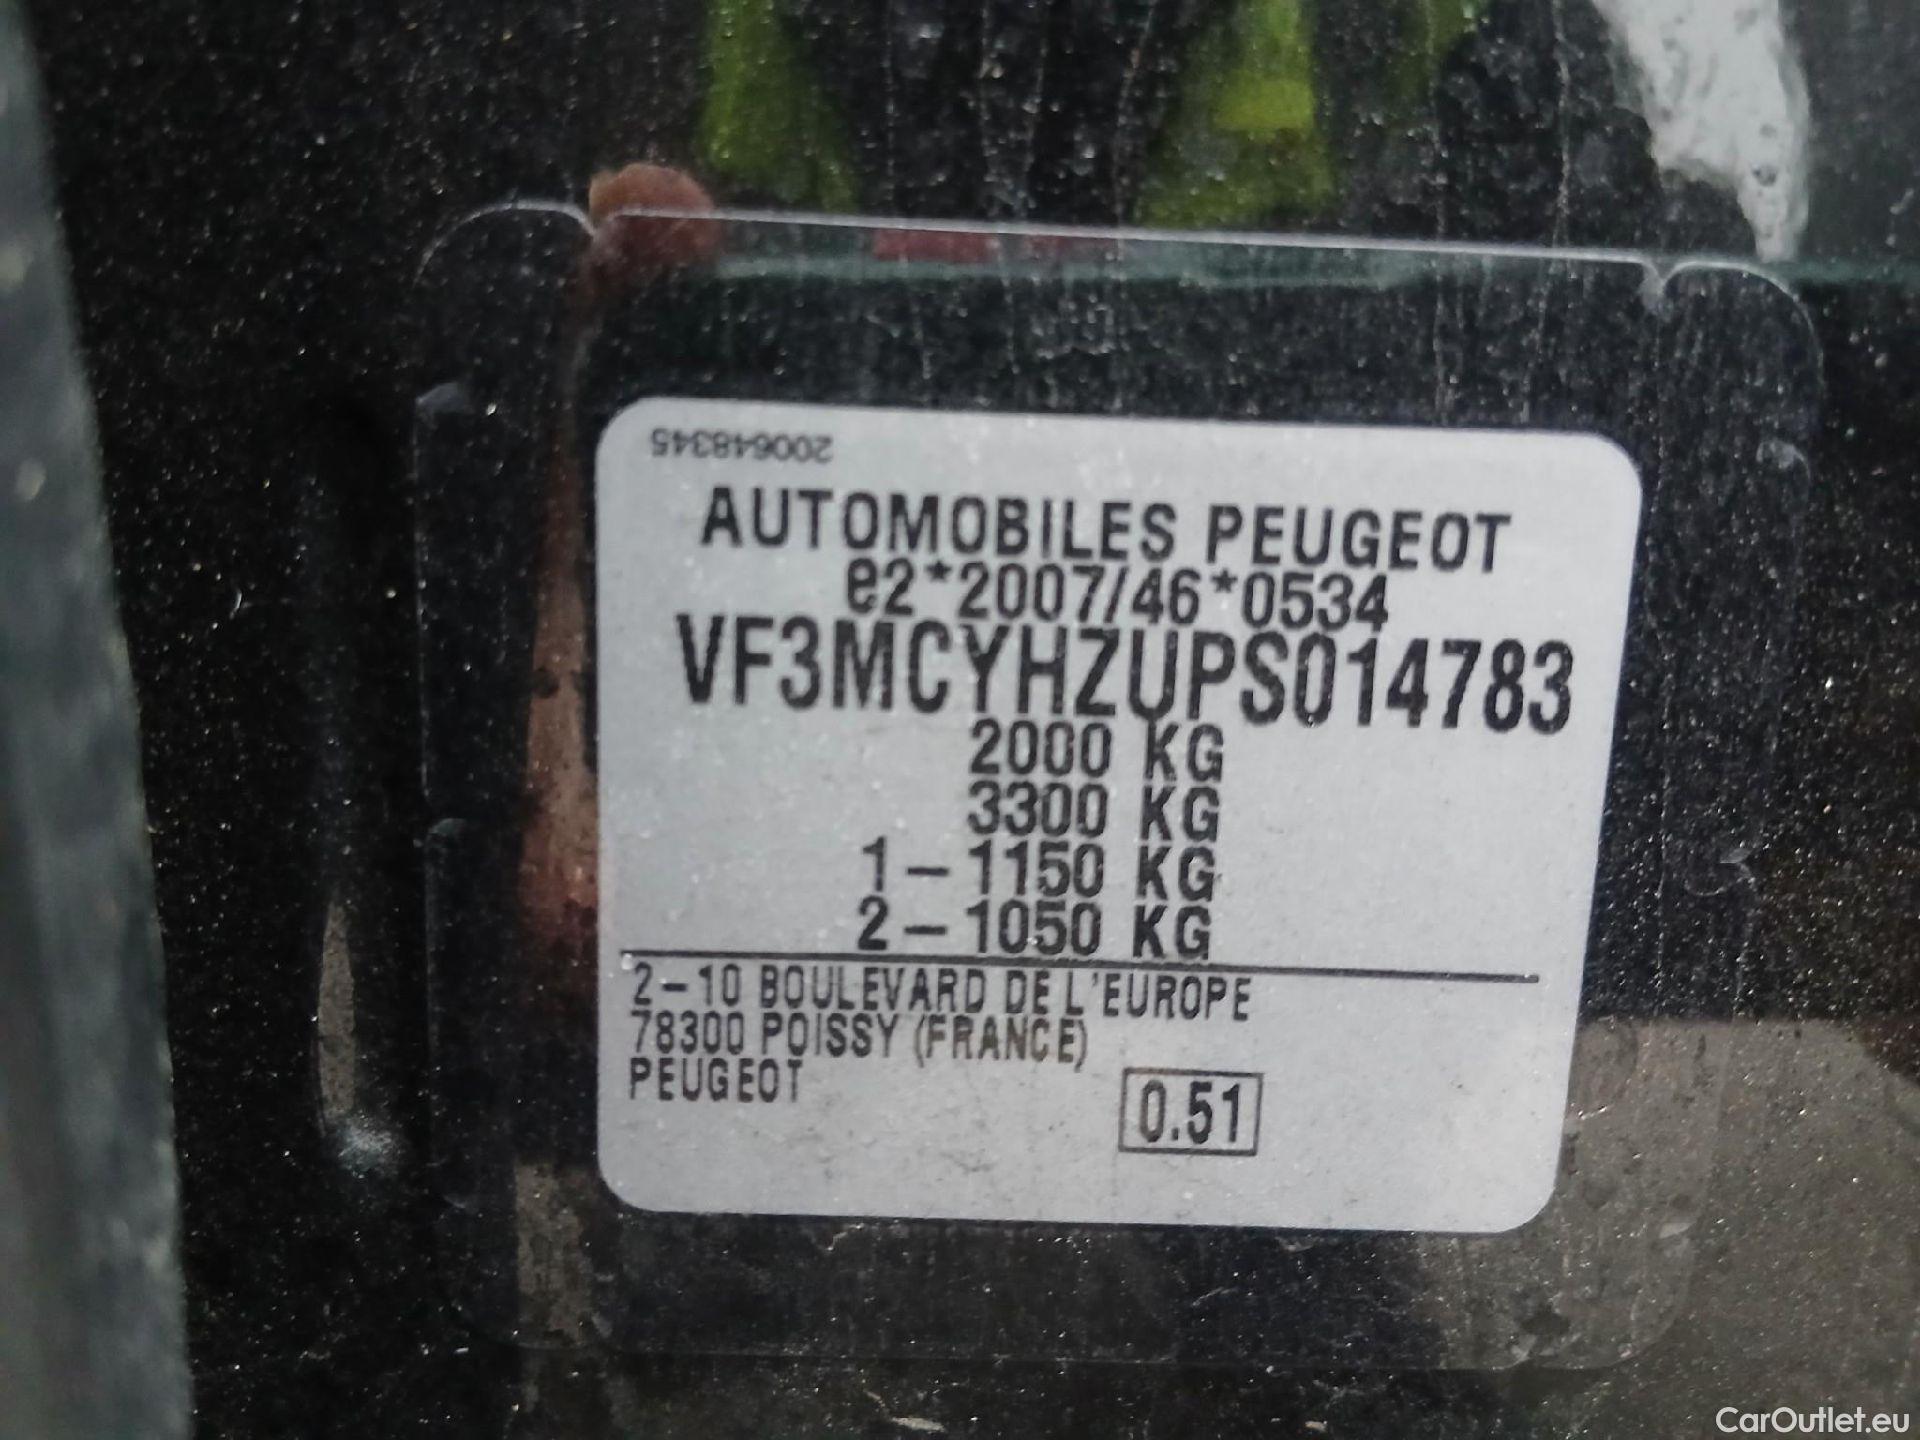 200648345
AUTOMOBILES PEUGEOT
e2*2007/46*0534
VF3MCYHZUPS014783
2000 KG
3300 KG
1 – 1150 KG
2 – 1050 KG
2–10 BOULEVARD DE L'EUROPE
78300 POISSY (FRANCE)
PEUGEOT
0.51
CarOutlet.eu